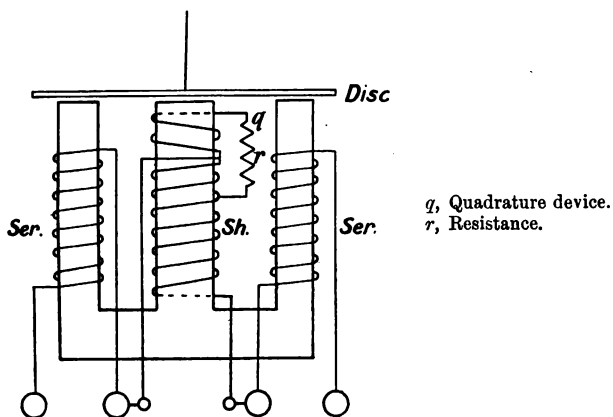 Disc
q
r
Ser.
Sh.
Ser.
q, Quadrature device.
r, Resistance.